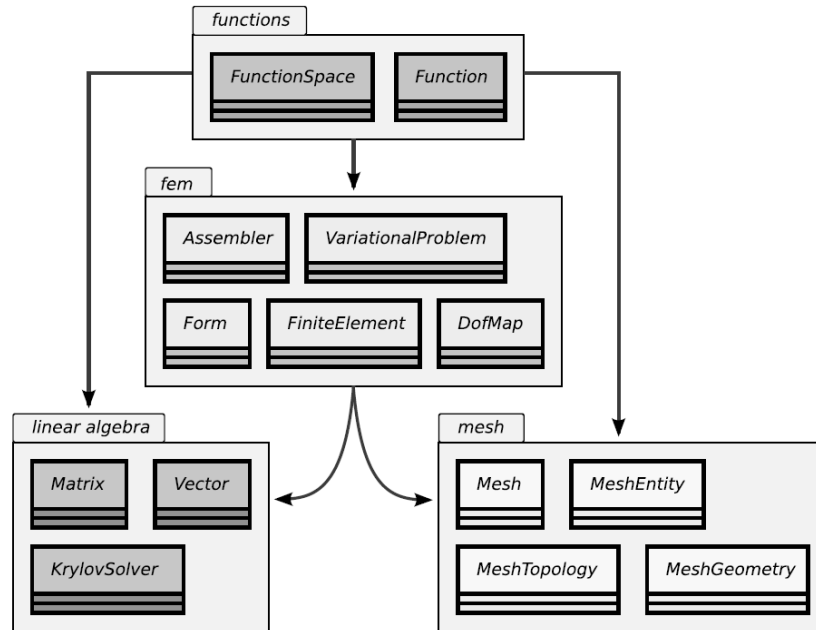 functions
FunctionSpace
Function
fem
Assembler
VariationalProblem
Form
FiniteElement
DofMap
linear algebra
Matrix
Vector
KrylovSolver
mesh
Mesh
MeshEntity
MeshTopology
MeshGeometry